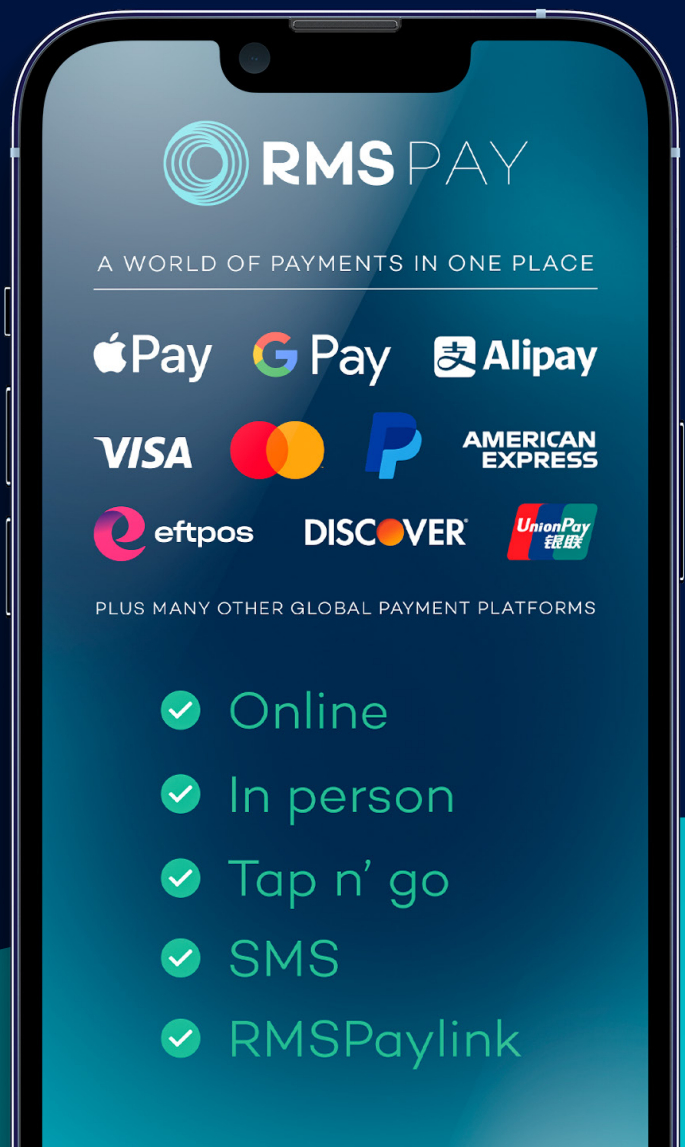 RMS PAY
A WORLD OF PAYMENTS IN ONE PLACE
Pay G Pay 支 Alipay
VISA P AMERICAN
EXPRESS
e eftpos DISCOVER UnionPay
银联
PLUS MANY OTHER GLOBAL PAYMENT PLATFORMS
Online
In person
Tap n’ go
SMS
RMSPaylink